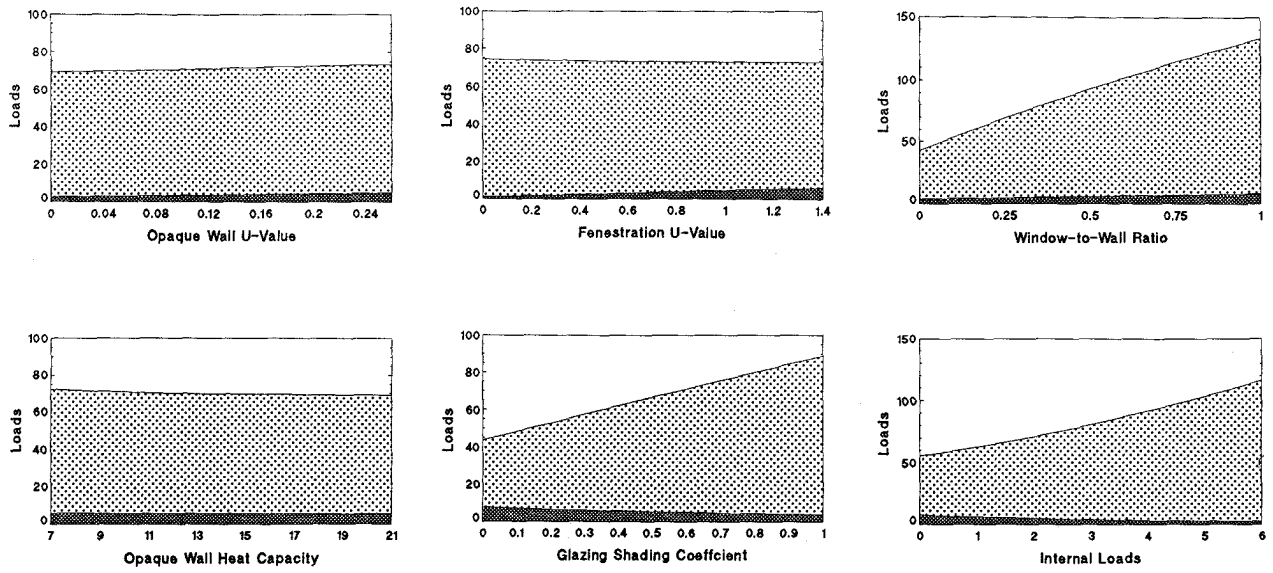 100
80
60
40
20
0
Loads
0 0.04 0.08 0.12 0.16 0.2 0.24
Opaque Wall U-Value
100
80
60
40
20
0
Loads
0 0.2 0.4 0.6 0.8 1 1.2 1.4
Fenestration U-Value
150
100
50
0
Loads
0 0.25 0.5 0.75 1
Window-to-Wall Ratio
100
80
60
40
20
0
Loads
7 9 11 13 15 17 19 21
Opaque Wall Heat Capacity
100
80
60
40
20
0
Loads
0 0.1 0.2 0.3 0.4 0.5 0.6 0.7 0.8 0.9 1
Glazing Shading Coeffcient
150
100
50
0
Loads
0 1 2 3 4 5 6
Internal Loads